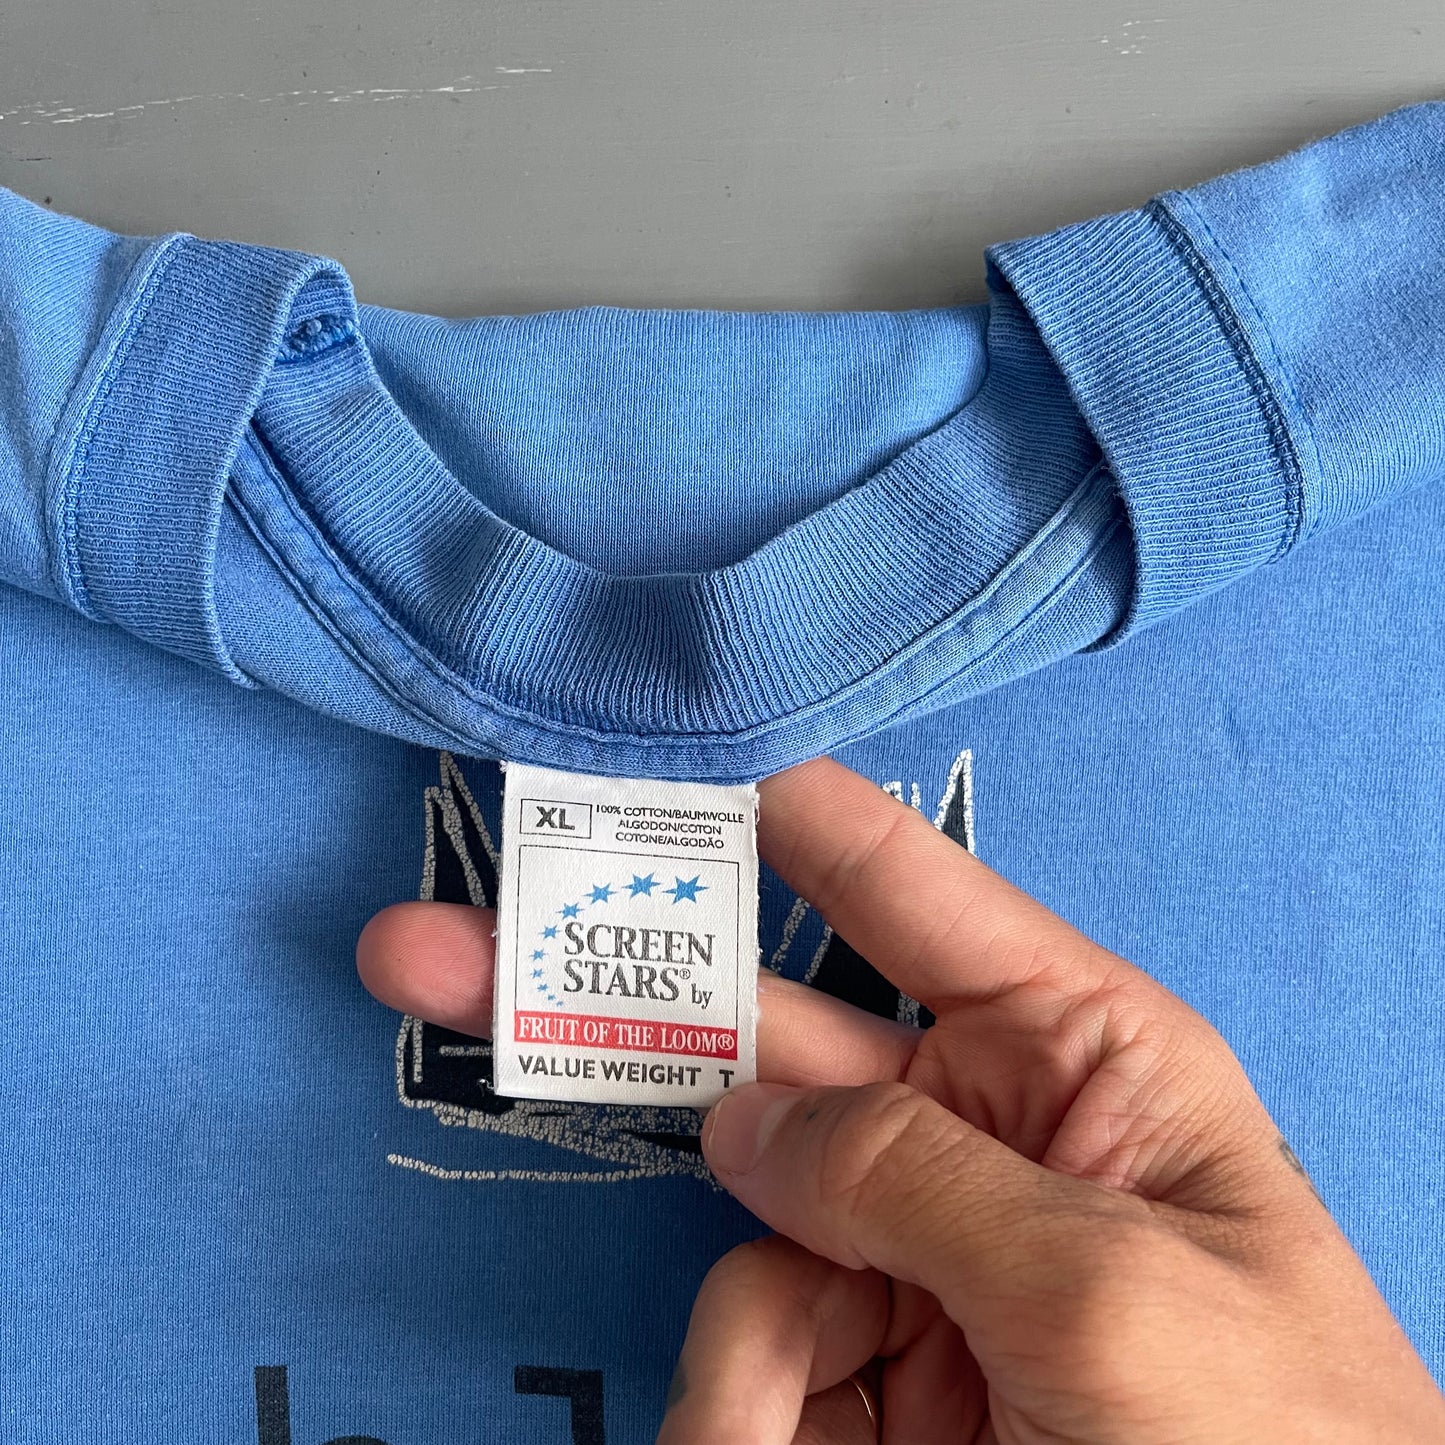 XL
100% COTTON/BAUMWOLLE
ALGODON/COTON
COTONE/ALGODÃO
SCREEN
STARS® by
FRUIT OF THE LOOM®
VALUE WEIGHT T